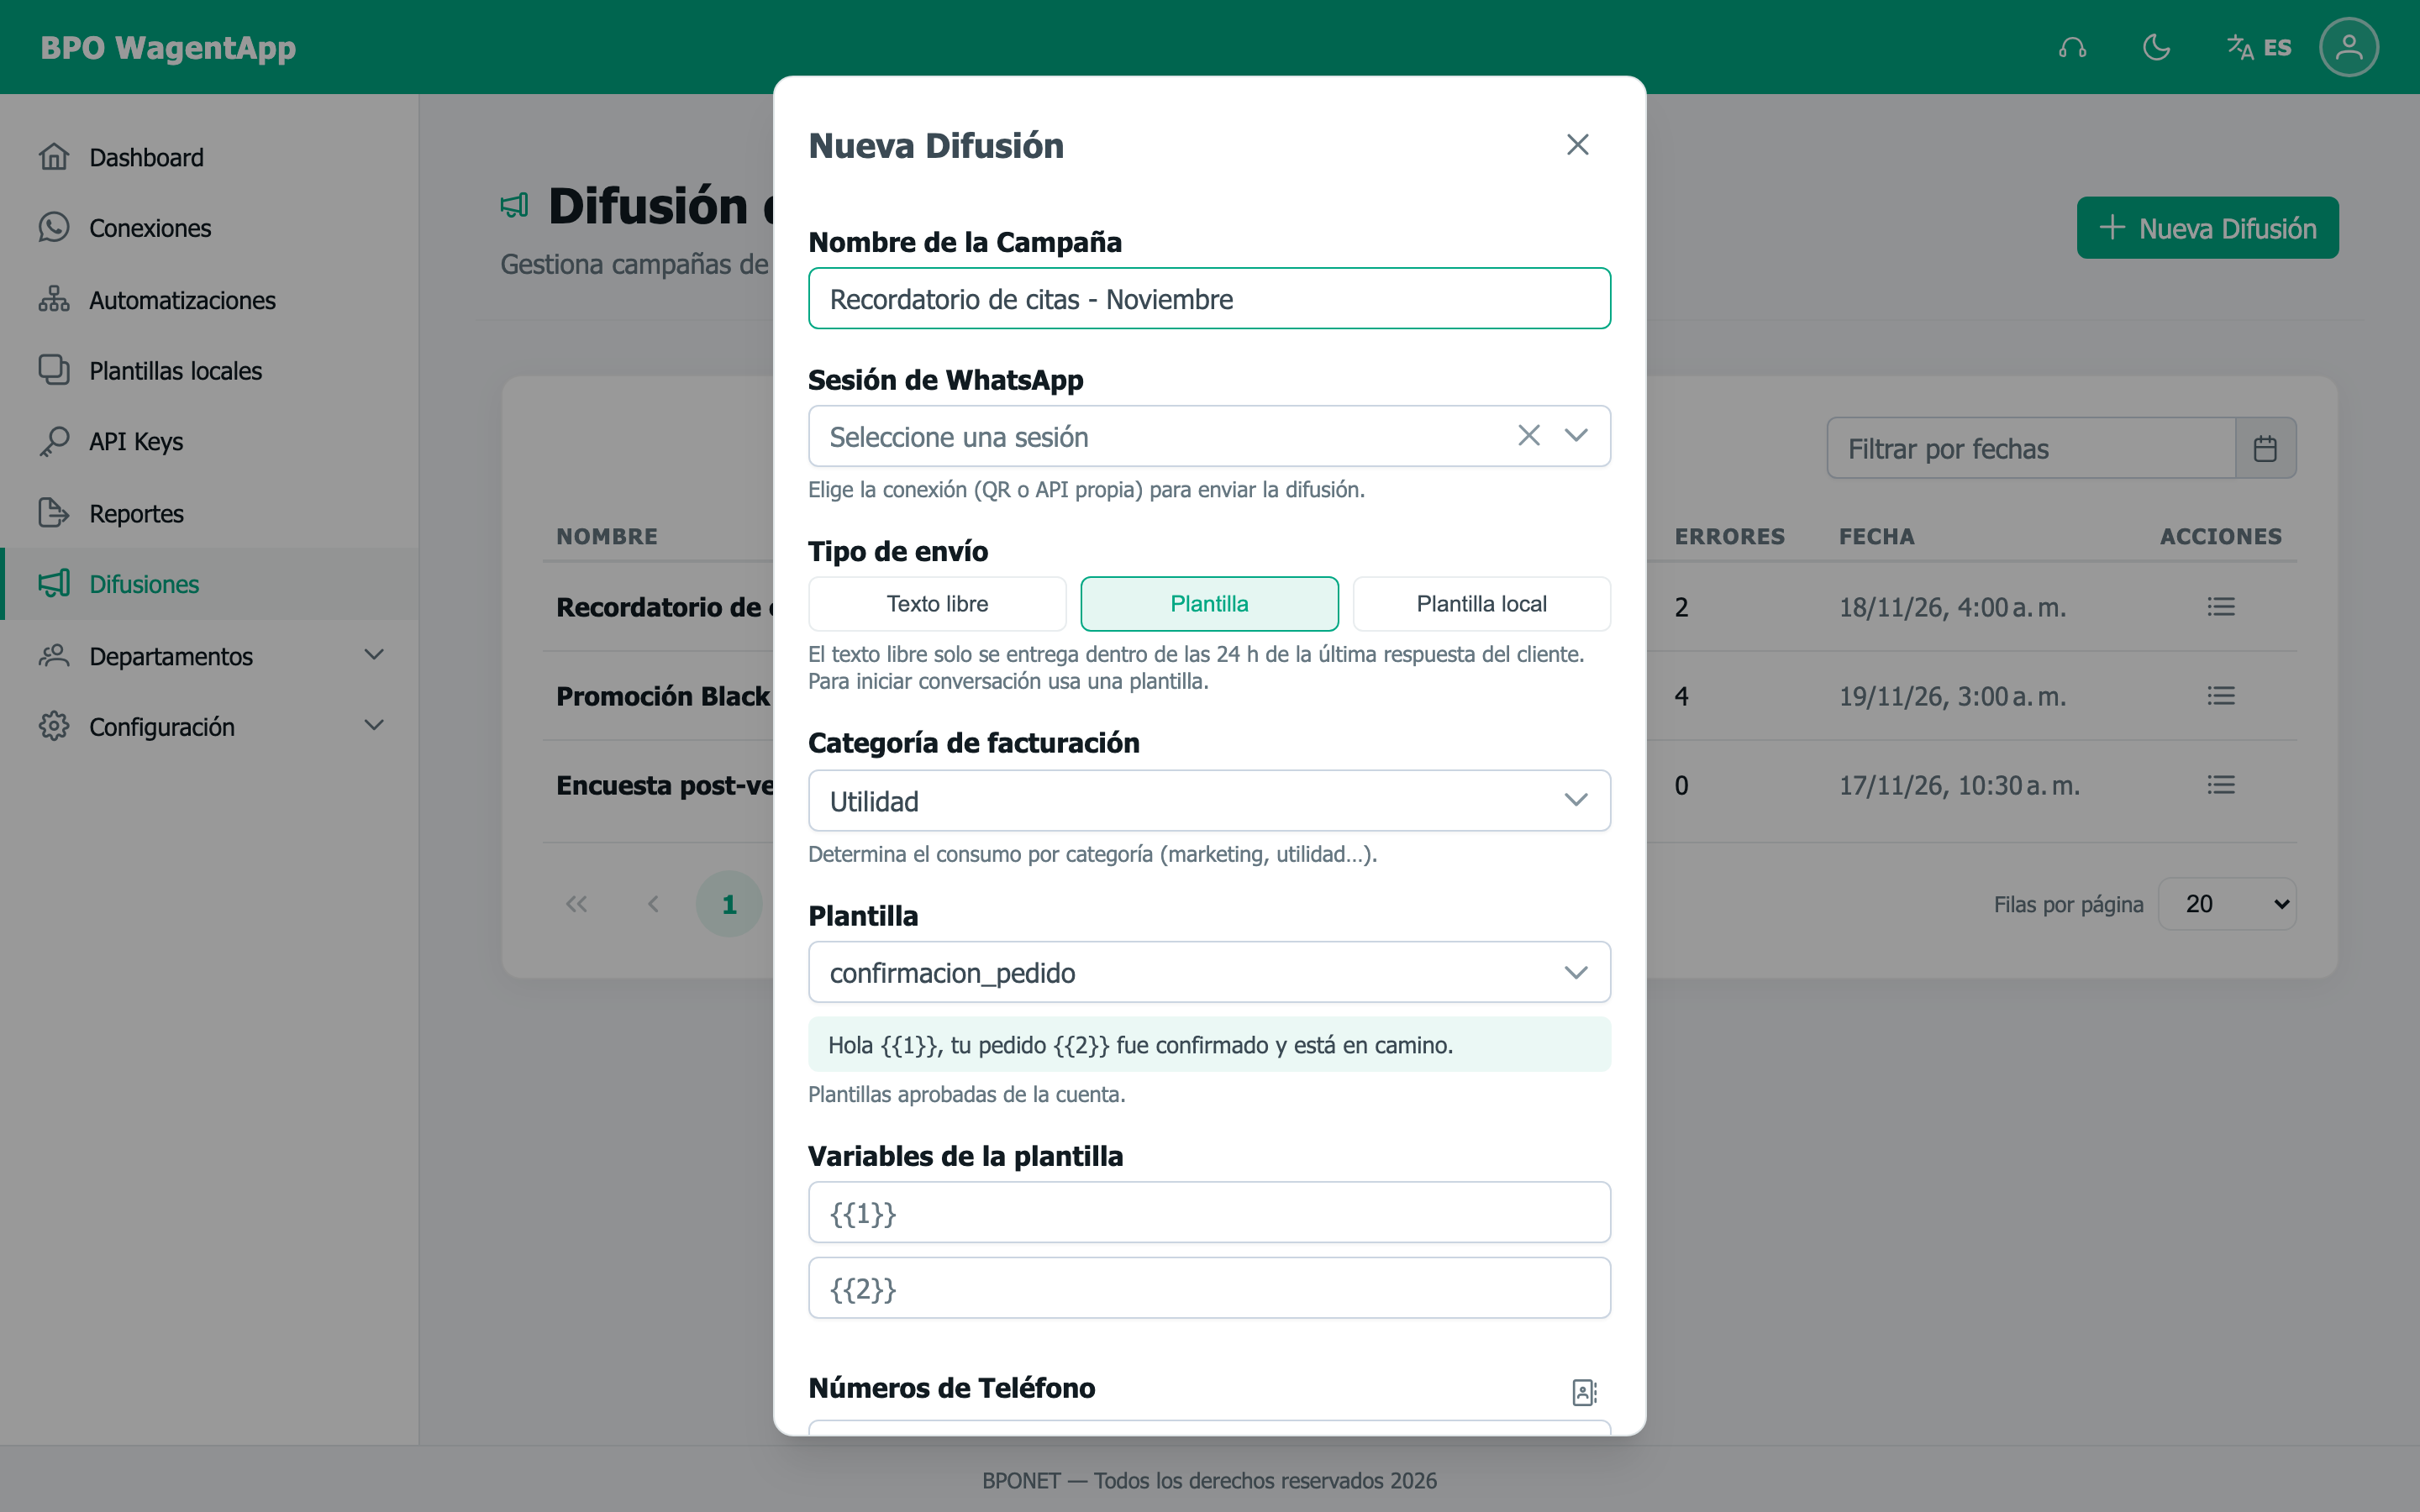 BPO WagentApp
ES
Dashboard
Conexiones
Automatizaciones
Plantillas locales
API Keys
Reportes
Difusiones
Departamentos
Configuración
Difusión
Gestiona campañas de
Nueva Difusión
Filtrar por fechas
NOMBRE
ERRORES
FECHA
ACCIONES
Recordatorio de
2
18/11/26, 4:00 a. m.
Promoción Black
4
19/11/26, 3:00 a. m.
Encuesta post-ve
0
17/11/26, 10:30 a. m.
1
Filas por página
20
Nueva Difusión
Nombre de la Campaña
Recordatorio de citas - Noviembre
Sesión de WhatsApp
Seleccione una sesión
Elige la conexión (QR o API propia) para enviar la difusión.
Tipo de envío
Texto libre
Plantilla
Plantilla local
El texto libre solo se entrega dentro de las 24 h de la última respuesta del cliente.
Para iniciar conversación usa una plantilla.
Categoría de facturación
Utilidad
Determina el consumo por categoría (marketing, utilidad...).
Plantilla
confirmacion_pedido
Hola {{1}}, tu pedido {{2}} fue confirmado y está en camino.
Plantillas aprobadas de la cuenta.
Variables de la plantilla
{{1}}
{{2}}
Números de Teléfono
BPONET — Todos los derechos reservados 2026